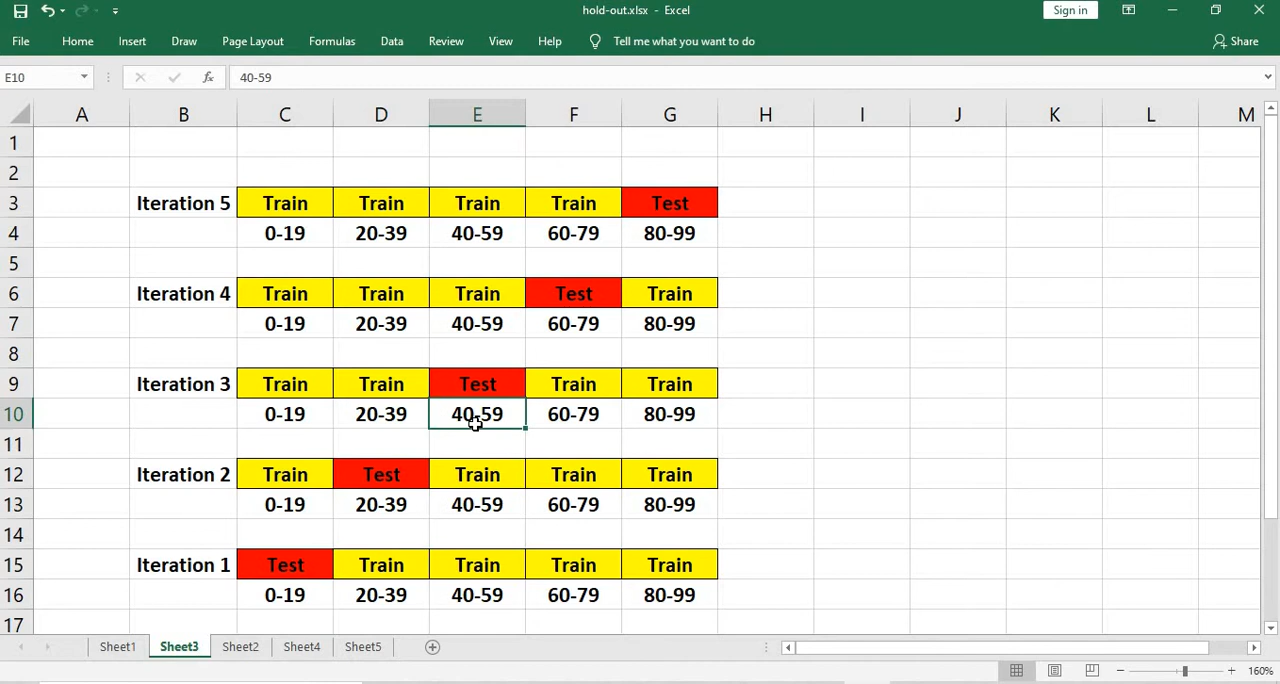 hold-out.xlsx - Excel
Sign in
File Home Insert Draw Page Layout Formulas Data Review View Help Tell me what you want to do Share
E10 fx 40-59
A B C D E F G H I J K L M
1
2
3 Iteration 5 Train Train Train Train Test
4 0-19 20-39 40-59 60-79 80-99
5
6 Iteration 4 Train Train Train Test Train
7 0-19 20-39 40-59 60-79 80-99
8
9 Iteration 3 Train Train Test Train Train
10 0-19 20-39 40-59 60-79 80-99
11
12 Iteration 2 Train Test Train Train Train
13 0-19 20-39 40-59 60-79 80-99
14
15 Iteration 1 Test Train Train Train Train
16 0-19 20-39 40-59 60-79 80-99
17
Sheet1 Sheet3 Sheet2 Sheet4 Sheet5
160%